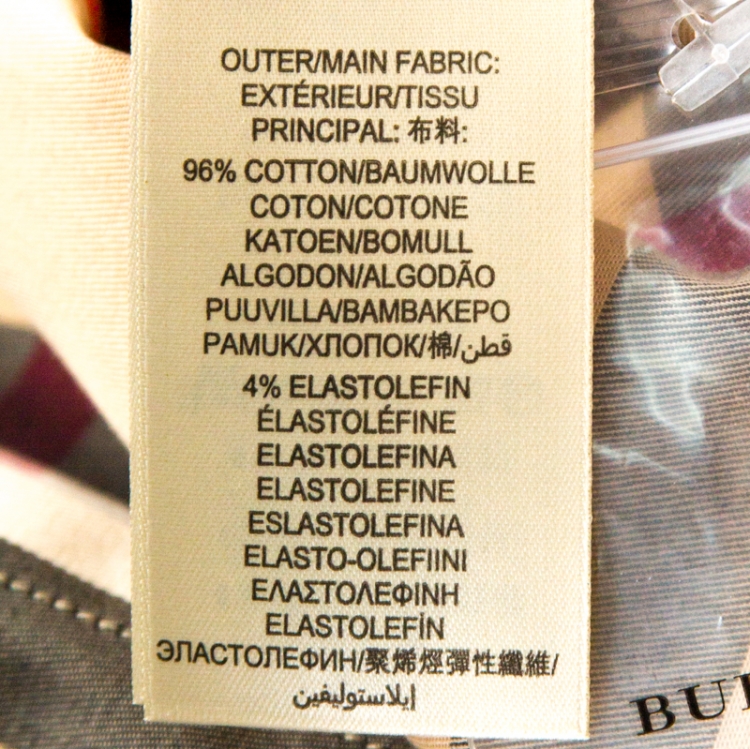 OUTER/MAIN FABRIC:
EXTÉRIEUR/TISSU
PRINCIPAL: 布料:
96% COTTON/BAUMWOLLE
COTON/COTONE
KATOEN/BOMULL
ALGODON/ALGODÃO
PUUVILLA/ΒΑΜΒΑΚΕΡΟ
PAMUK/ХЛОПОК/棉/قطن
4% ELASTOLEFIN
ÉLASTOLÉFINE
ELASTOLEFINA
ELASTOLEFINE
ESLASTOLEFINA
ELASTO-OLEFIINI
ΕΛΑΣΤΟΛΕΦΙΝΗ
ELASTOLEFİN
ЭЛАСТОЛЕФИН/聚烯烴彈性纖維/
إيلاستوليفين